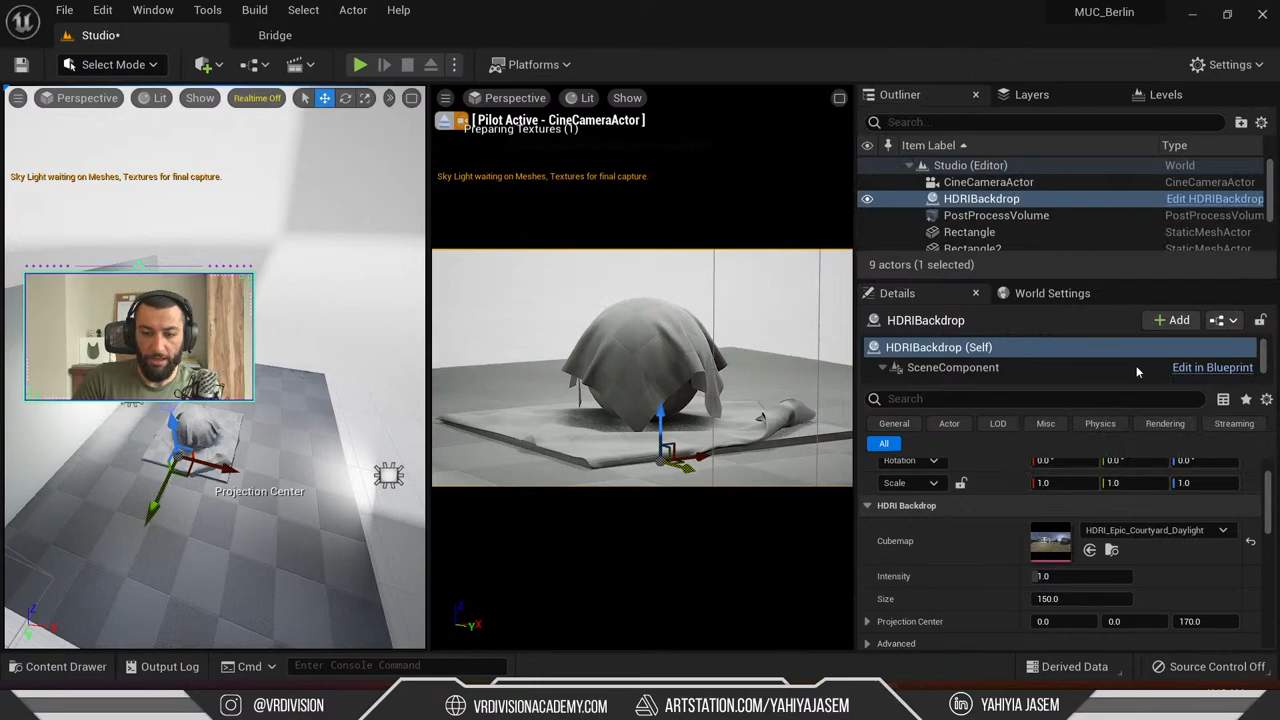 File Edit Window Tools Build Select Actor Help
MUC_Berlin
Studio*
Bridge
Select Mode
Platforms
Settings
Perspective Lit Show Realtime Off
Perspective Lit Show
[ Pilot Active - CineCameraActor ]
Preparing Textures (1)
Sky Light waiting on Meshes, Textures for final capture.
Sky Light waiting on Meshes, Textures for final capture.
Projection Center
Z
X
Y
Z
Y X
Outliner Layers Levels
Search...
Item Label Type
Studio (Editor) World
CineCameraActor CineCameraActor
HDRIBackdrop Edit HDRIBackdrop
PostProcessVolume PostProcessVolum
Rectangle StaticMeshActor
Rectangle2 StaticMeshActor
9 actors (1 selected)
Details World Settings
HDRIBackdrop
Add
HDRIBackdrop (Self)
SceneComponent Edit in Blueprint
Search
General Actor LOD Misc Physics Rendering Streaming
All
Rotation 0.0° 0.0° 0.0°
Scale 1.0 1.0 1.0
HDRI Backdrop
Cubemap HDRI_Epic_Courtyard_Daylight
Intensity 1.0
Size 150.0
Projection Center 0.0 0.0 170.0
Advanced
Content Drawer Output Log Cmd Enter Console Command Derived Data Source Control Off
@VRDIVISION VRDIVISIONACADEMY.COM ARTSTATION.COM/YAHIYAJASEM YAHIYIA JASEM